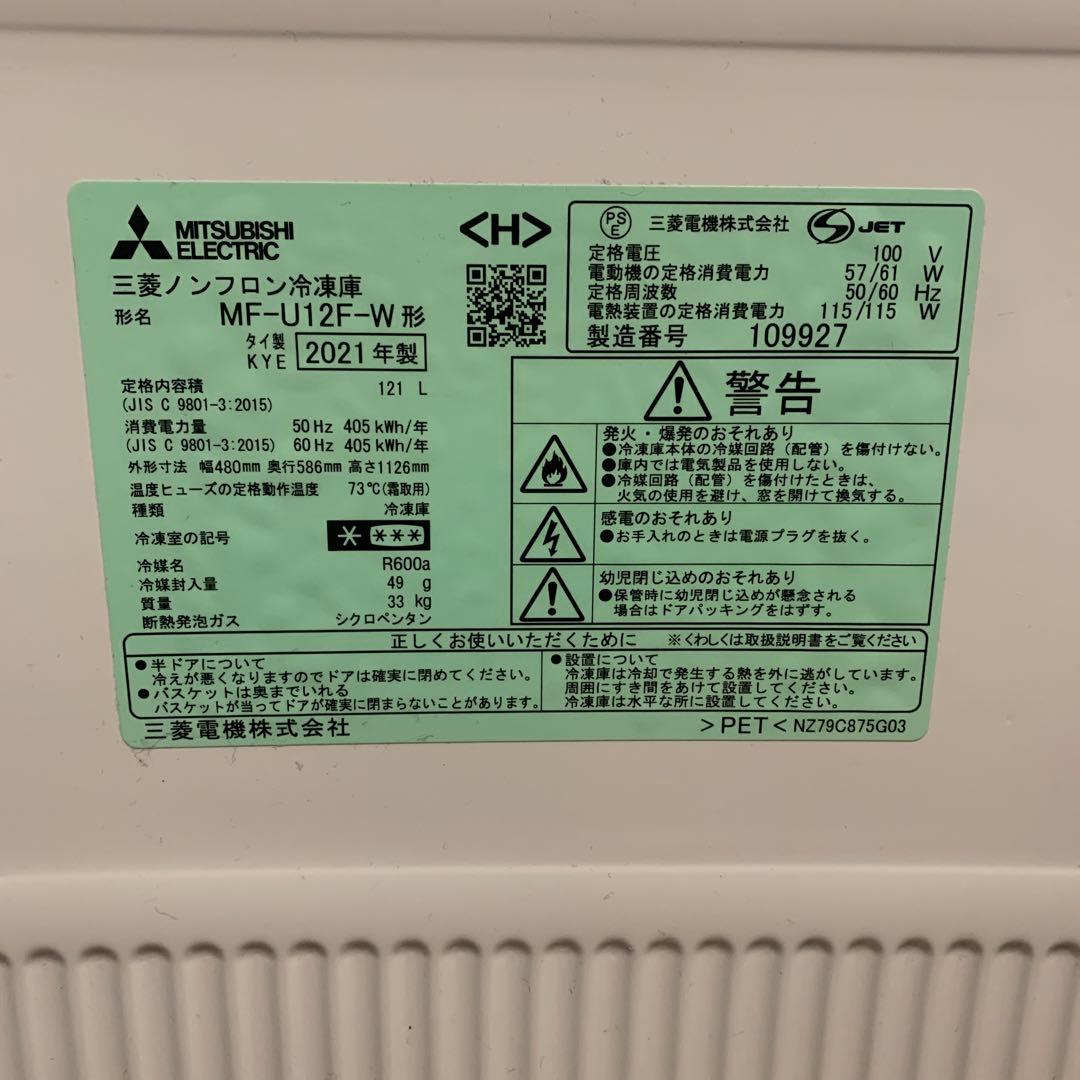 MITSUBISHI
ELECTRIC
<H>
三菱ノンフロン冷凍庫
形名 MF-U12F-W 形
タイ製
KYE 2021年製
定格内容積 121 L
(JIS C 9801-3:2015)
消費電力量 50 Hz 405 kWh/年
(JIS C 9801-3:2015) 60 Hz 405 kWh/年
外形寸法 幅480mm 奥行586mm 高さ1126mm
温度ヒューズの定格動作温度 73℃(霜取用)
種類 冷凍庫
冷凍室の記号 * ***
冷媒名 R600a
冷媒封入量 49 g
質量 33 kg
断熱発泡ガス シクロペンタン
PSE 三菱電機株式会社 S JET
定格電圧 100 V
電動機の定格消費電力 57/61 W
定格周波数 50/60 Hz
電熱装置の定格消費電力 115/115 W
製造番号 109927
警告
発火・爆発のおそれあり
●冷凍庫本体の冷媒回路（配管）を傷付けない。
●庫内では電気製品を使用しない。
●冷媒回路（配管）を傷付けたときは、
火気の使用を避け、窓を開けて換気する。
感電のおそれあり
●お手入れのときは電源プラグを抜く。
幼児閉じ込めのおそれあり
●保管時に幼児閉じ込めが懸念される
場合はドアパッキングをはずす。
正しくお使いいただくために ※くわしくは取扱説明書をご覧ください
●半ドアについて
冷えが悪くなりますのでドアは確実に閉めてください。
●バスケットは奥までいれる
バスケットが当ってドアが確実に閉まらないことがあります。
●設置について
冷凍庫は冷却で発生する熱を外に逃がしています。
周囲にすき間をあけて設置してください。
冷凍庫は水平な所に設置してください。
三菱電機株式会社 >PET< NZ79C875G03